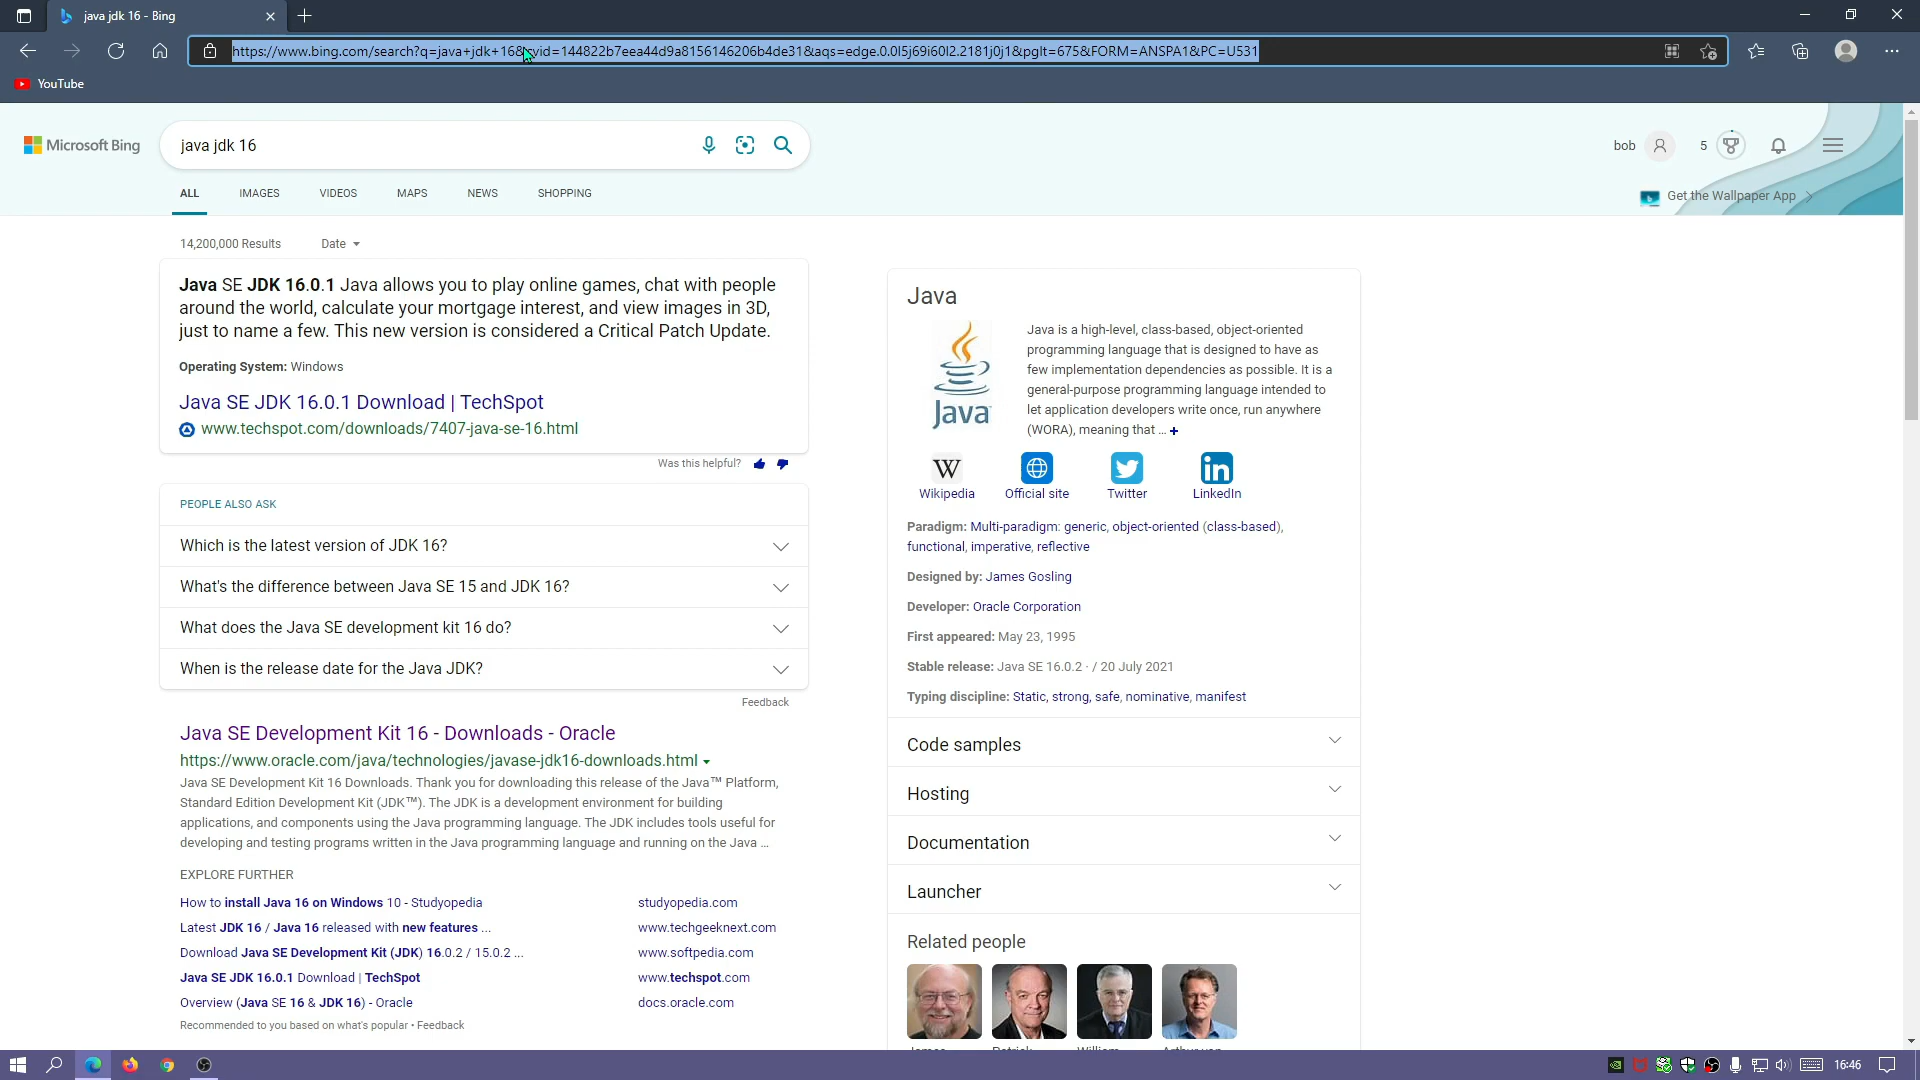 java jdk 16 - Bing
https://www.bing.com/search?q=java+jdk+16&cvid=144822b7eea44d9a8156146206b4de31&aqs=edge.0.0l5j69i60l2.2181j0j1&pglt=675&FORM=ANSPA1&PC=U531
YouTube
Microsoft Bing
java jdk 16
bob
5
ALL
IMAGES
VIDEOS
MAPS
NEWS
SHOPPING
Get the Wallpaper App
14,200,000 Results
Date
Java SE JDK 16.0.1 Java allows you to play online games, chat with people
around the world, calculate your mortgage interest, and view images in 3D,
just to name a few. This new version is considered a Critical Patch Update.
Operating System: Windows
Java SE JDK 16.0.1 Download | TechSpot
www.techspot.com/downloads/7407-java-se-16.html
Was this helpful?
PEOPLE ALSO ASK
Which is the latest version of JDK 16?
What's the difference between Java SE 15 and JDK 16?
What does the Java SE development kit 16 do?
When is the release date for the Java JDK?
Feedback
Java SE Development Kit 16 - Downloads - Oracle
https://www.oracle.com/java/technologies/javase-jdk16-downloads.html
Java SE Development Kit 16 Downloads. Thank you for downloading this release of the Java™ Platform,
Standard Edition Development Kit (JDK™). The JDK is a development environment for building
applications, and components using the Java programming language. The JDK includes tools useful for
developing and testing programs written in the Java programming language and running on the Java ...
EXPLORE FURTHER
How to install Java 16 on Windows 10 - Studyopedia
studyopedia.com
Latest JDK 16 / Java 16 released with new features ...
www.techgeeknext.com
Download Java SE Development Kit (JDK) 16.0.2 / 15.0.2 ...
www.softpedia.com
Java SE JDK 16.0.1 Download | TechSpot
www.techspot.com
Overview (Java SE 16 & JDK 16) - Oracle
docs.oracle.com
Recommended to you based on what's popular • Feedback
Java
Java
Java is a high-level, class-based, object-oriented
programming language that is designed to have as
few implementation dependencies as possible. It is a
general-purpose programming language intended to
let application developers write once, run anywhere
(WORA), meaning that ... +
Wikipedia
Official site
Twitter
LinkedIn
Paradigm: Multi-paradigm: generic, object-oriented (class-based),
functional, imperative, reflective
Designed by: James Gosling
Developer: Oracle Corporation
First appeared: May 23, 1995
Stable release: Java SE 16.0.2 · / 20 July 2021
Typing discipline: Static, strong, safe, nominative, manifest
Code samples
Hosting
Documentation
Launcher
Related people
16:46